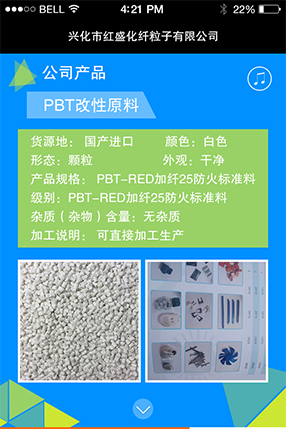 ●●●○○ BELL 4:21 PM 22%
兴化市红盛化纤粒子有限公司
公司产品
PBT改性原料
货源地： 国产进口 颜色：白色
形态：颗粒 外观：干净
产品规格： PBT-RED加纤25防火标准料
级别：PBT-RED加纤25防火标准料
杂质（杂物）含量：无杂质
加工说明： 可直接加工生产